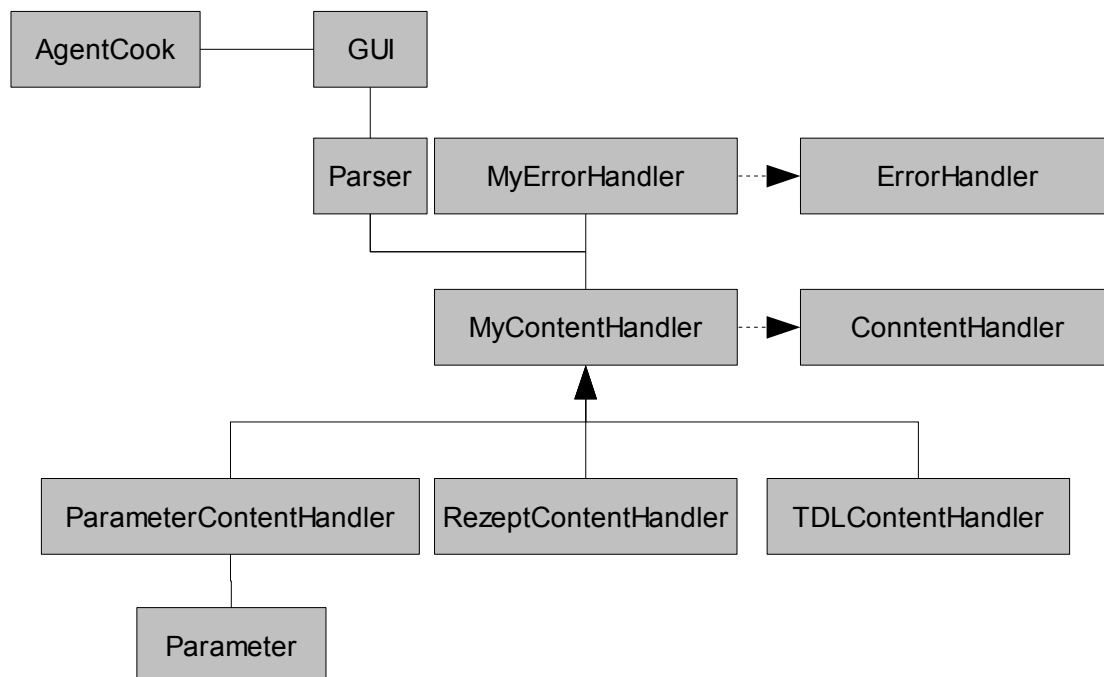 AgentCook
GUI
Parser
MyErrorHandler
ErrorHandler
MyContentHandler
ConntentHandler
ParameterContentHandler
RezeptContentHandler
TDLContentHandler
Parameter